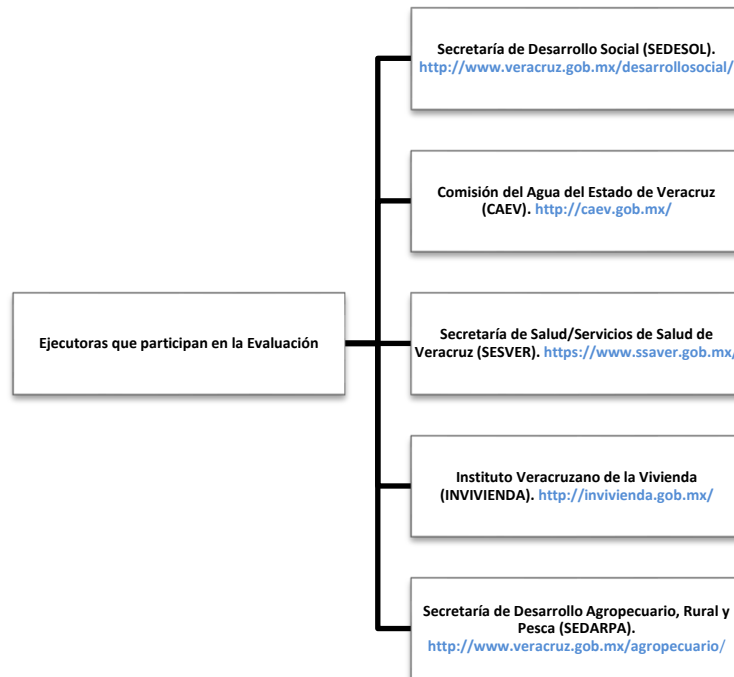 Secretaría de Desarrollo Social (SEDESOL).
http://www.veracruz.gob.mx/desarrollosocial/
Comisión del Agua del Estado de Veracruz
(CAEV). http://caev.gob.mx/
Ejecutoras que participan en la Evaluación
Secretaría de Salud/Servicios de Salud de
Veracruz (SESVER). https://www.ssaver.gob.mx/
Instituto Veracruzano de la Vivienda
(INVIVIENDA). http://invivienda.gob.mx/
Secretaría de Desarrollo Agropecuario, Rural y
Pesca (SEDARPA).
http://www.veracruz.gob.mx/agropecuario/